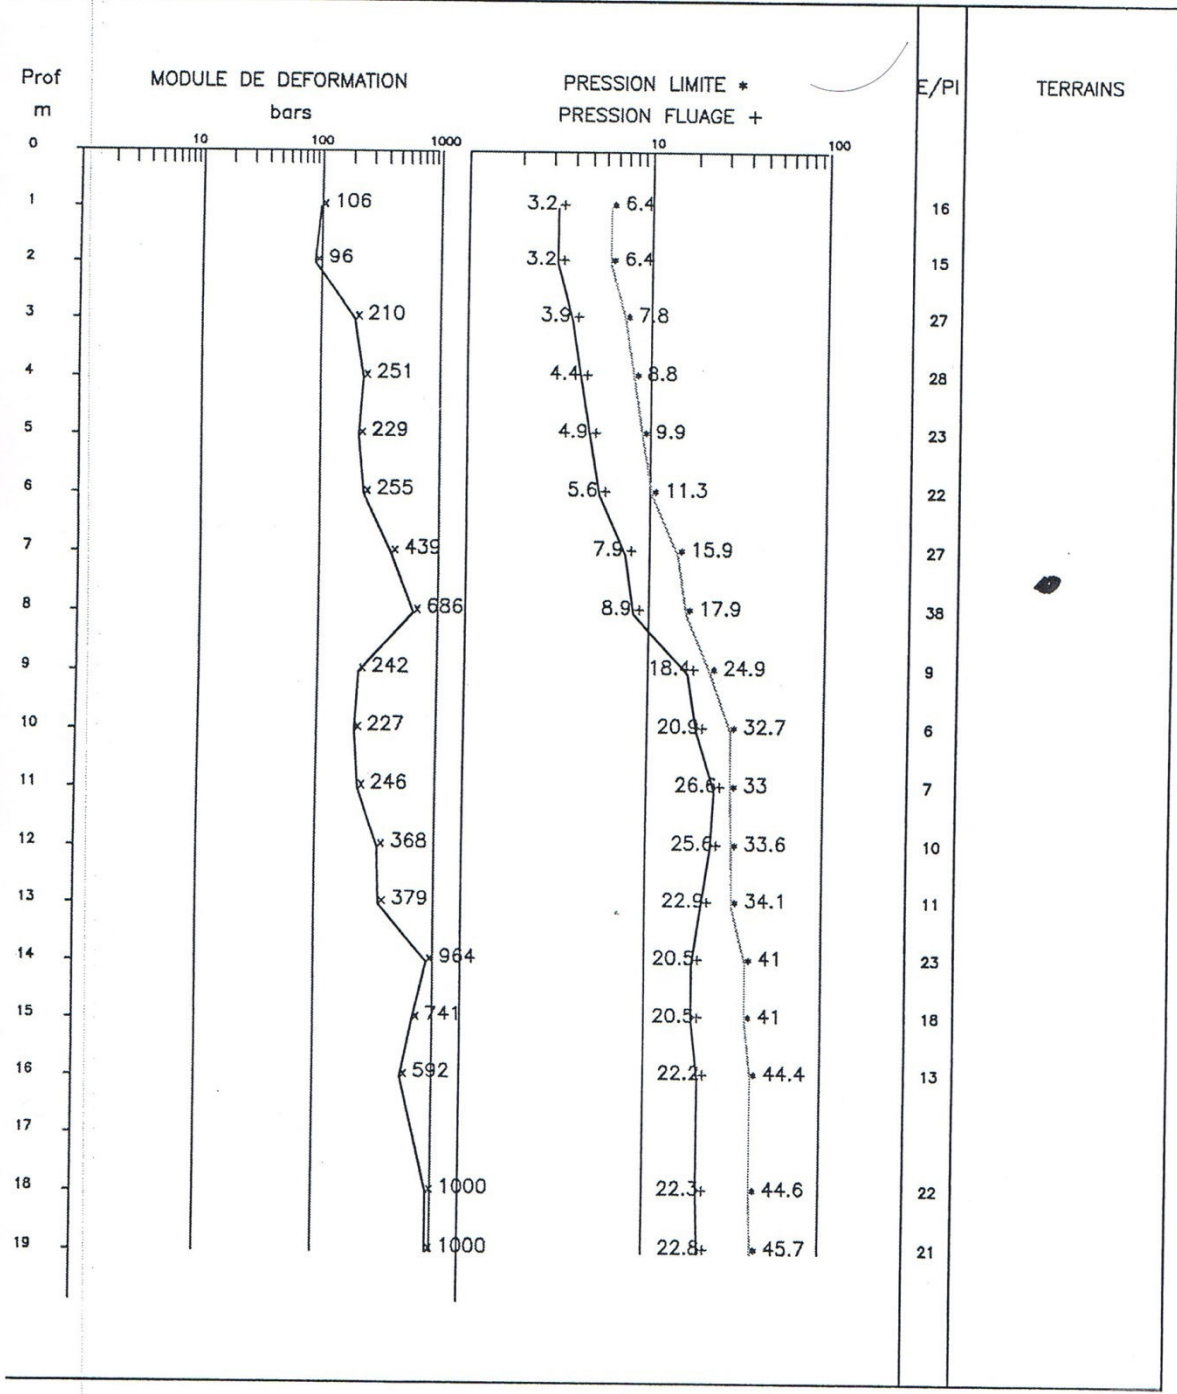 Prof MODULE DE DEFORMATION PRESSION LIMITE * E/Pl TERRAINS
m bars PRESSION FLUAGE +
0 10 100 1000 10 100
1 106 3.2+ * 6.4 16
2 96 3.2+ * 6.4 15
3 210 3.9+ * 7.8 27
4 251 4.4+ * 8.8 28
5 229 4.9+ * 9.9 23
6 255 5.6+ * 11.3 22
7 439 7.9+ * 15.9 27
8 686 8.9+ * 17.9 38
9 242 18.4+ * 24.9 9
10 227 20.9+ * 32.7 6
11 246 26.6+ * 33 7
12 368 25.6+ * 33.6 10
13 379 22.9+ * 34.1 11
14 964 20.5+ * 41 23
15 741 20.5+ * 41 18
16 592 22.2+ * 44.4 13
17
18 1000 22.3+ * 44.6 22
19 1000 22.8+ * 45.7 21